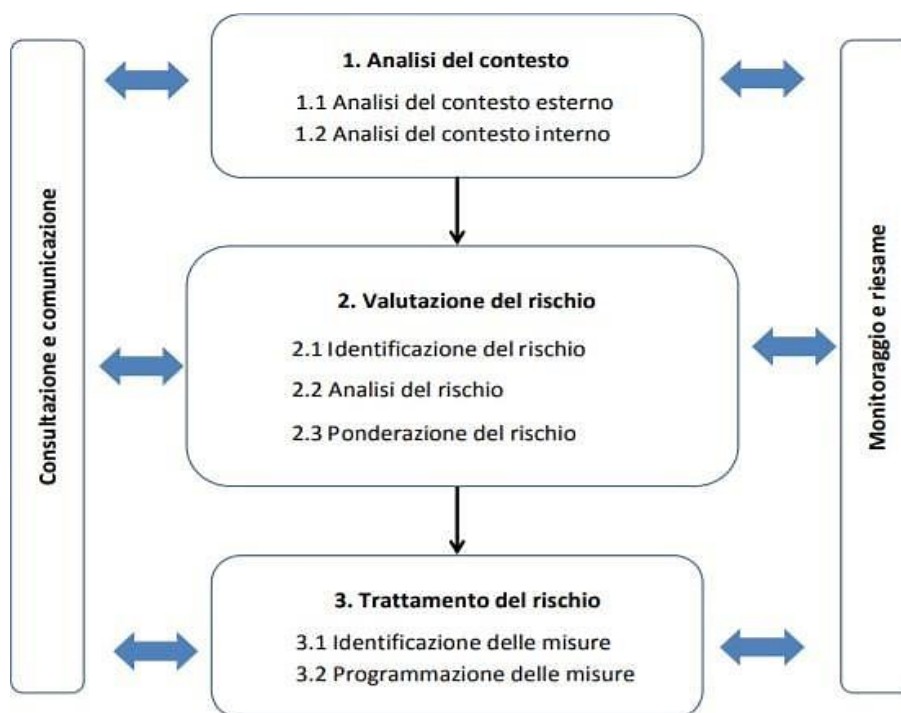 Consultazione e comunicazione
1. Analisi del contesto
1.1 Analisi del contesto esterno
1.2 Analisi del contesto interno
2. Valutazione del rischio
2.1 Identificazione del rischio
2.2 Analisi del rischio
2.3 Ponderazione del rischio
3. Trattamento del rischio
3.1 Identificazione delle misure
3.2 Programmazione delle misure
Monitoraggio e riesame